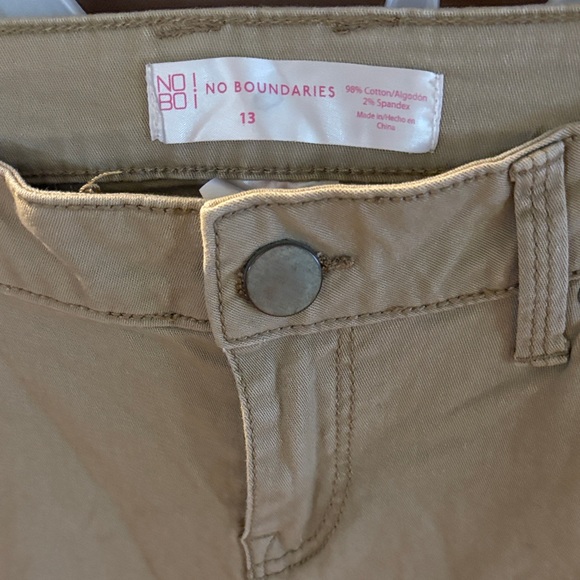 NO
BO!
NO BOUNDARIES
13
98% Cotton/Algodón
2% Spandex
Made in/Hecho en
China